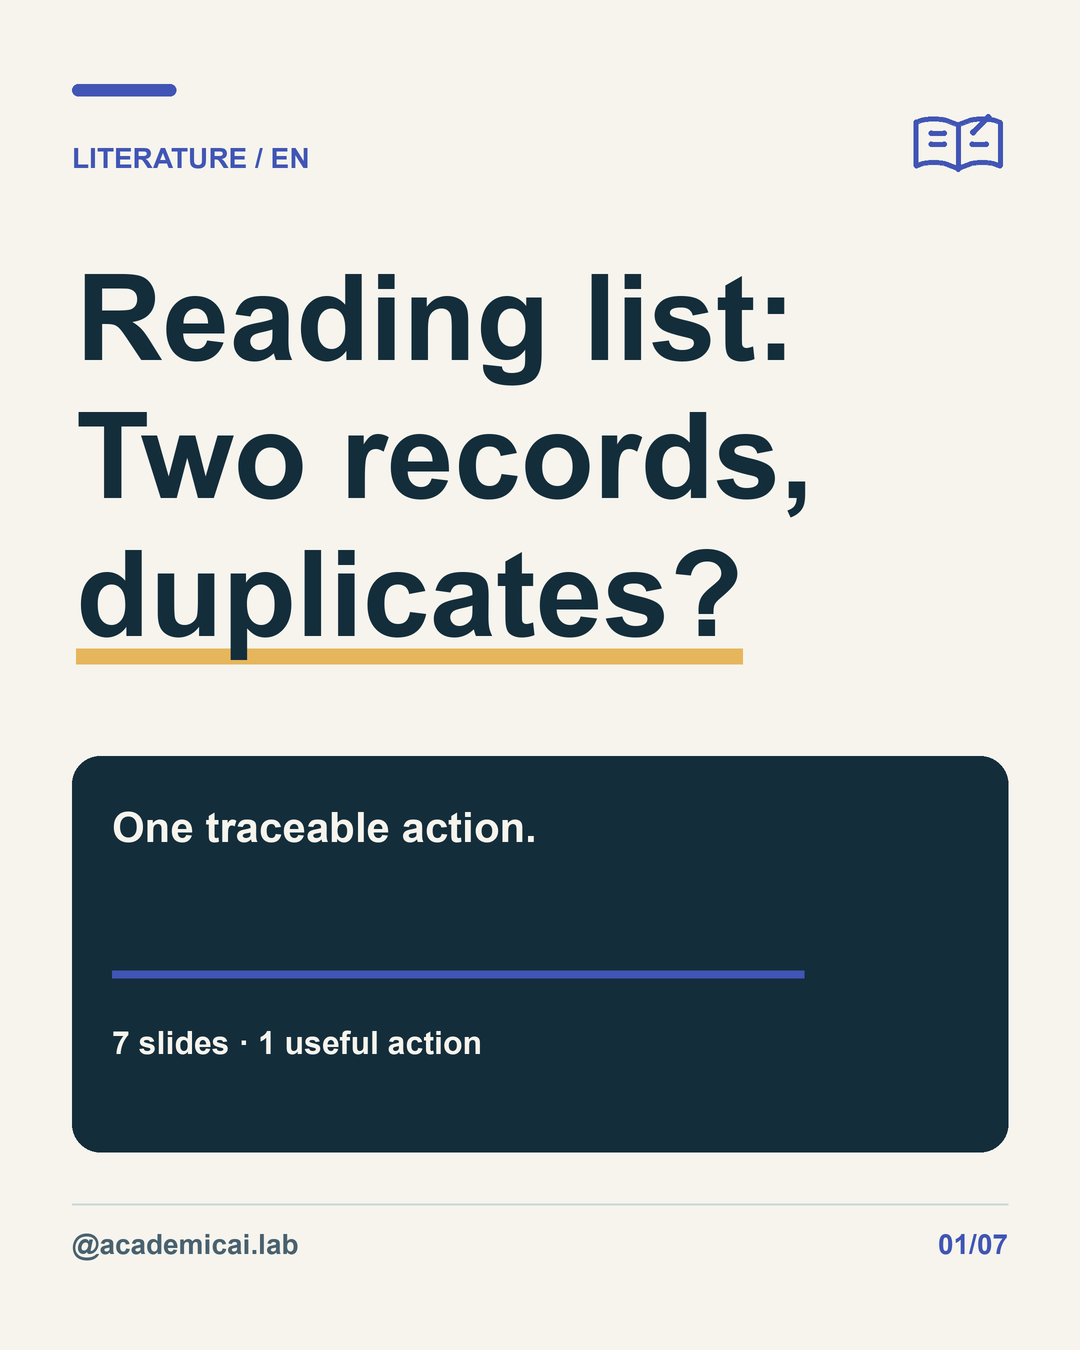 LITERATURE / EN
Reading list:
Two records,
duplicates?
One traceable action.
7 slides · 1 useful action
@academicai.lab
01/07